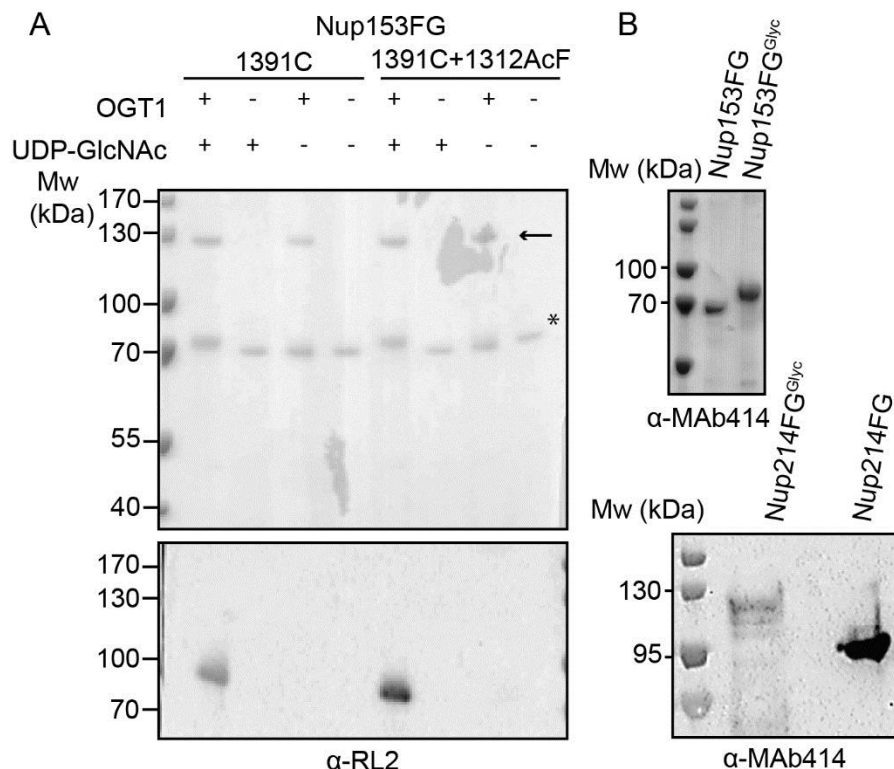 A
Nup153FG
1391C 1391C+1312AcF
OGT1 + - + - + - + -
UDP-GlcNAc + + - - + + - -
Mw
(kDa)
170
130
100
70
55
40
*
170
130
100
70
α-RL2
B
Nup153FG
Nup153FGGlyc
Mw (kDa)
100
70
α-MAb414
Nup214FGGlyc
Nup214FG
Mw (kDa)
130
95
α-MAb414